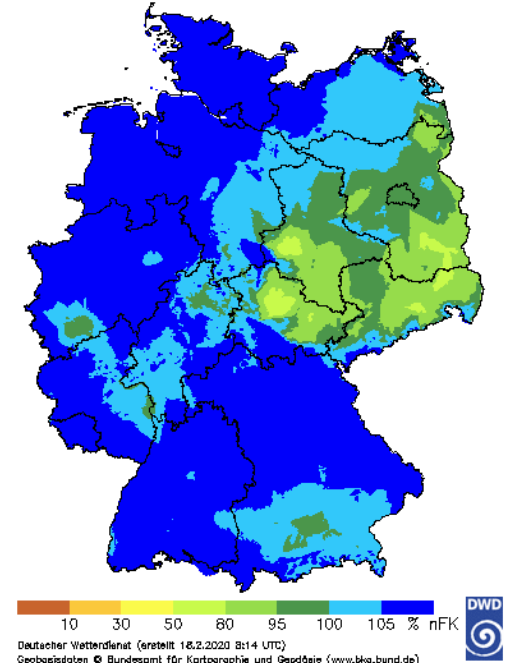 10 30 50 80 95 100 105 % nFK
DWD
Deutscher Wetterdienst (erstellt 18.2.2020 8:14 UTC)
Geobasisdaten © Bundesamt für Kartographie und Geodäsie (www.bkg.bund.de)